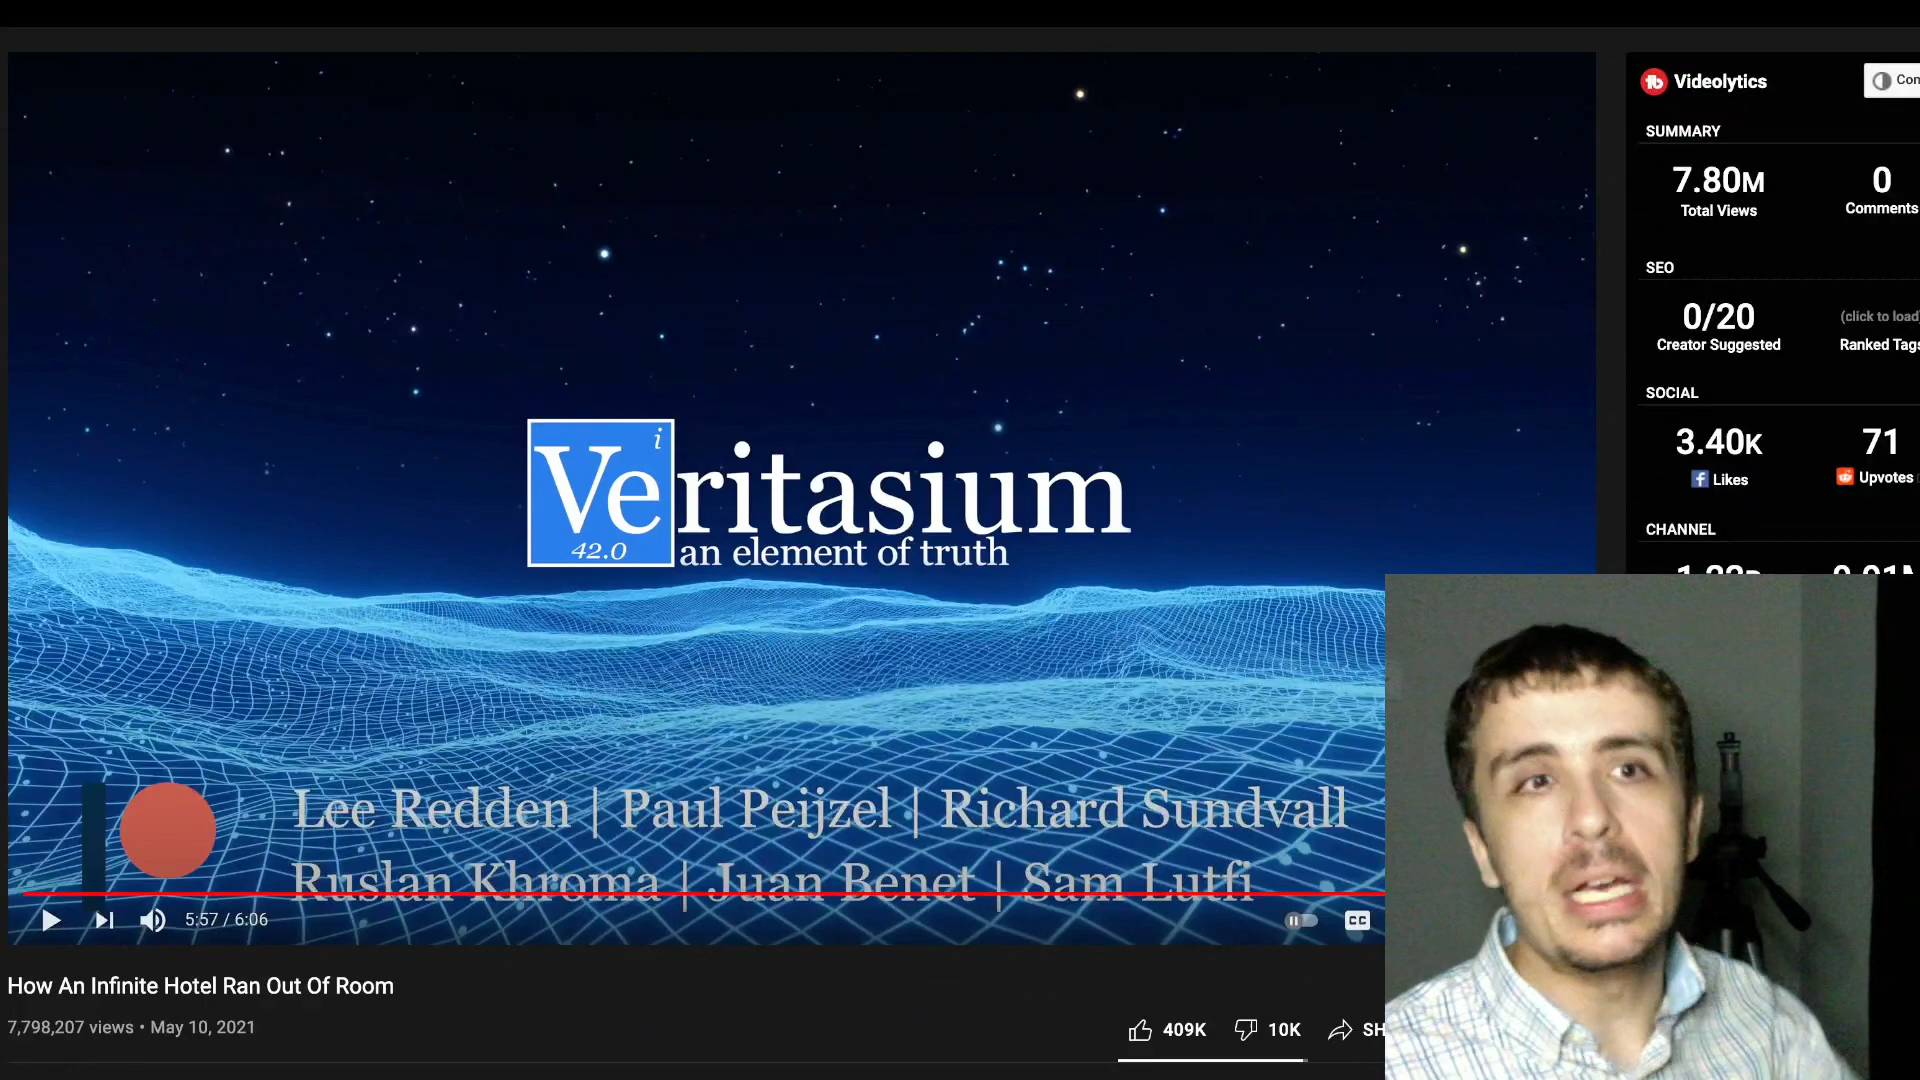 Veritasium
i
42.0
an element of truth
Lee Redden | Paul Peijzel | Richard Sundvall
Ruslan Khroma | Juan Benet | Sam Lutfi
5:57 / 6:06
CC
How An Infinite Hotel Ran Out Of Room
7,798,207 views • May 10, 2021
409K
10K
SH
tb Videolytics
Con
SUMMARY
7.80M
0
Total Views
Comments
SEO
0/20
(click to load
Creator Suggested
Ranked Tags
SOCIAL
3.40K
71
Likes
Upvotes
CHANNEL